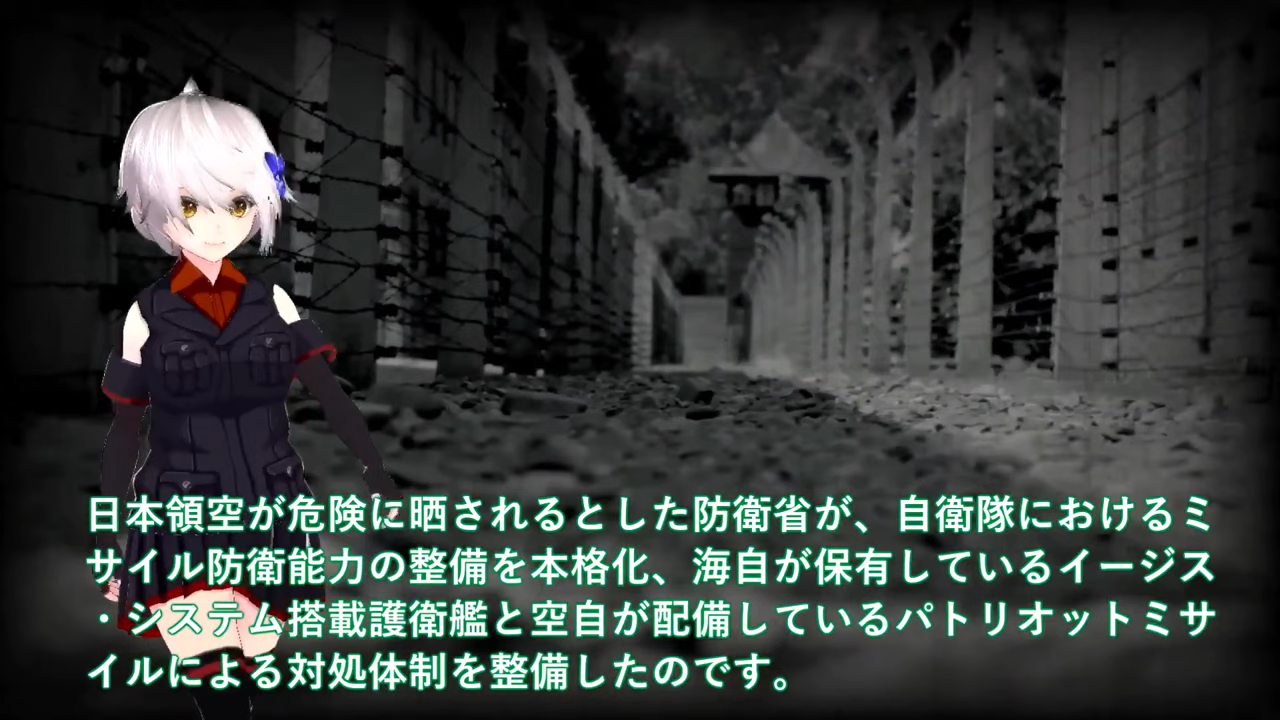 日本領空が危険に晒されるとした防衛省が、自衛隊におけるミ
サイル防衛能力の整備を本格化、海自が保有しているイージス
・システム搭載護衛艦と空自が配備しているパトリオットミサ
イルによる対処体制を整備したのです。